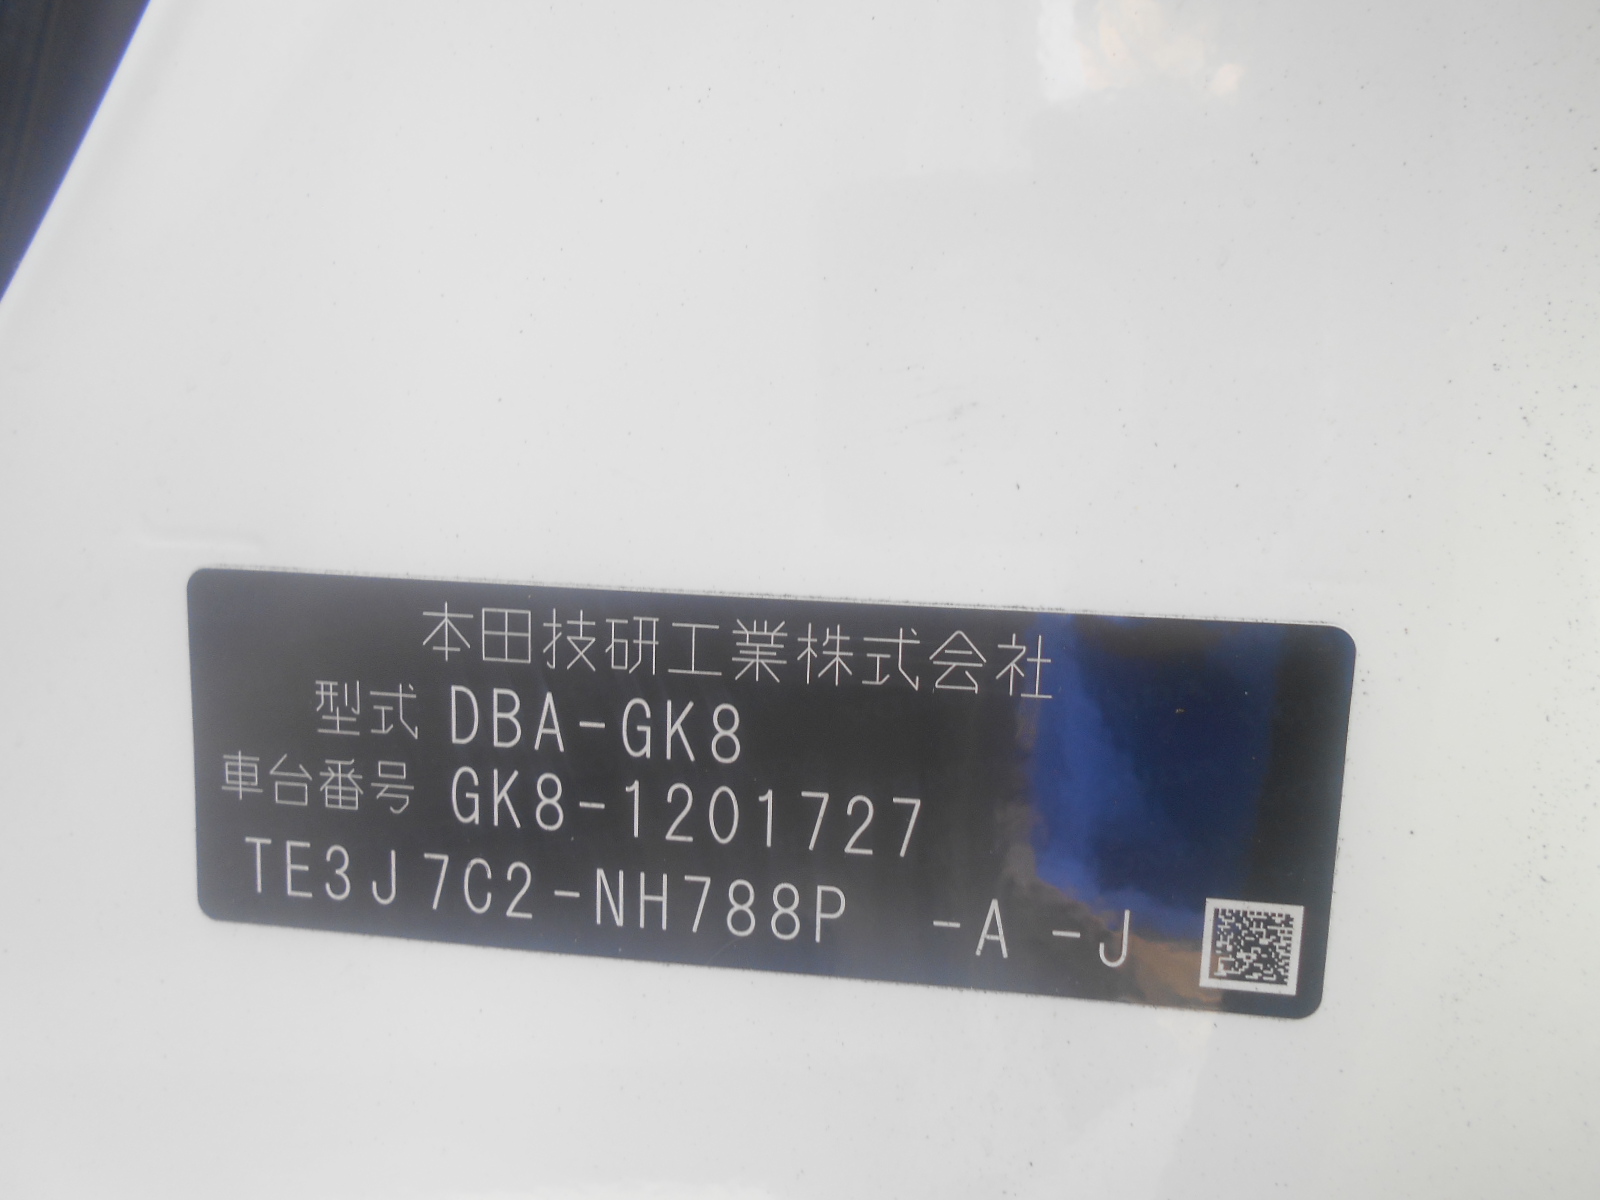 本田技研工業株式会社
型式 DBA-GK8
車台番号 GK8-1201727
TE3J7C2-NH788P -A -J